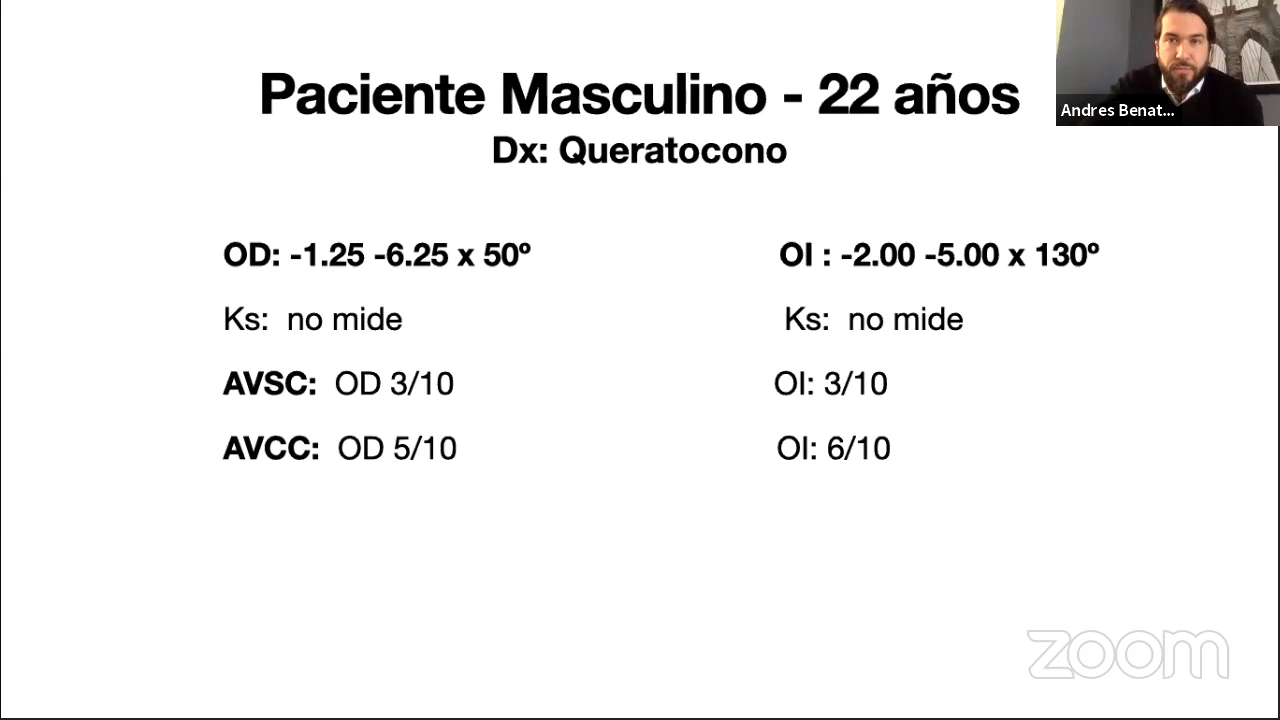 Paciente Masculino - 22 años
Andres Benat...
Dx: Queratocono
OD: -1.25 -6.25 x 50º
OI : -2.00 -5.00 x 130º
Ks: no mide
Ks: no mide
AVSC: OD 3/10
OI: 3/10
AVCC: OD 5/10
OI: 6/10
zoom